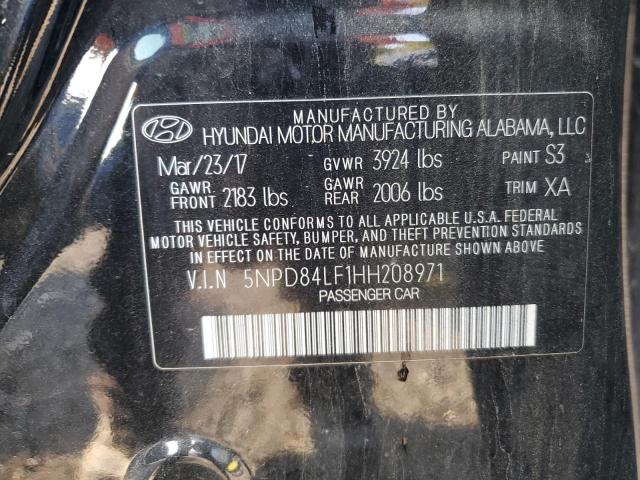 MANUFACTURED BY
HYUNDAI MOTOR MANUFACTURING ALABAMA, LLC
Mar/23/17 GVWR 3924 lbs PAINT S3
GAWR FRONT 2183 lbs GAWR REAR 2006 lbs TRIM XA
THIS VEHICLE CONFORMS TO ALL APPLICABLE U.S.A. FEDERAL
MOTOR VEHICLE SAFETY, BUMPER, AND THEFT PREVENTION STANDARDS
IN EFFECT ON THE DATE OF MANUFACTURE SHOWN ABOVE.
V.I.N 5NPD84LF1HH208971
PASSENGER CAR